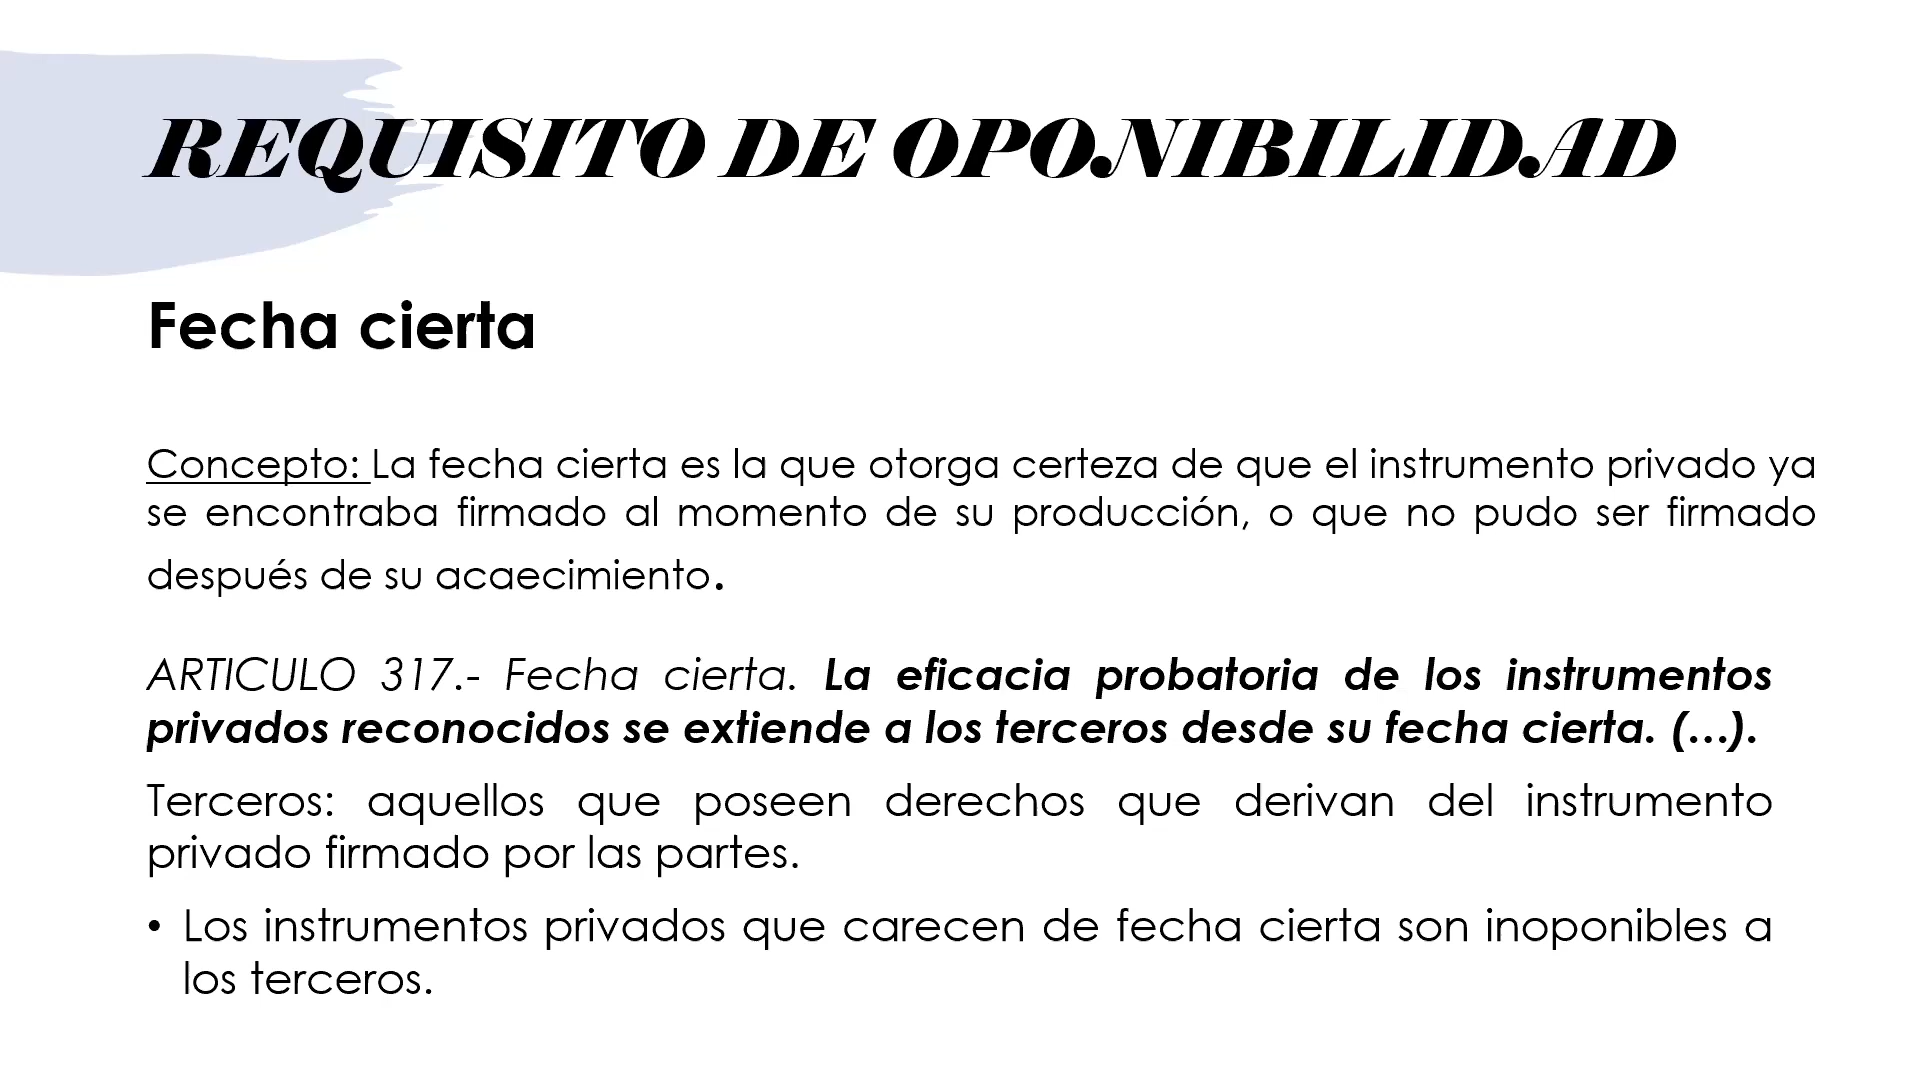 REQUISITO DE OPONIBILIDAD
Fecha cierta
Concepto: La fecha cierta es la que otorga certeza de que el instrumento privado ya
se encontraba firmado al momento de su producción, o que no pudo ser firmado
después de su acaecimiento.
ARTICULO 317.- Fecha cierta. La eficacia probatoria de los instrumentos
privados reconocidos se extiende a los terceros desde su fecha cierta. (…).
Terceros: aquellos que poseen derechos que derivan del instrumento
privado firmado por las partes.
• Los instrumentos privados que carecen de fecha cierta son inoponibles a
los terceros.